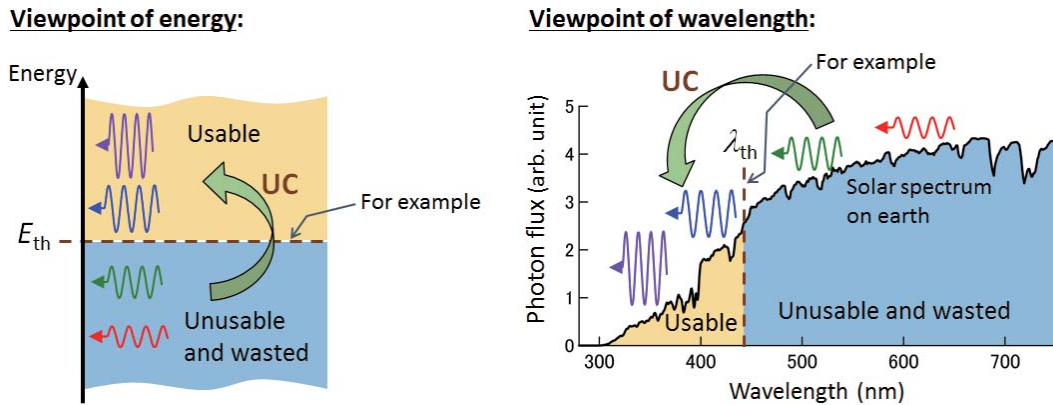 Viewpoint of energy:
Energy
Usable
UC
For example
Eth
Unusable
and wasted
Viewpoint of wavelength:
For example
UC
λth
Photon flux (arb. unit)
5
4
3
2
1
0
Solar spectrum
on earth
Usable
Unusable and wasted
300
400
500
600
700
Wavelength (nm)